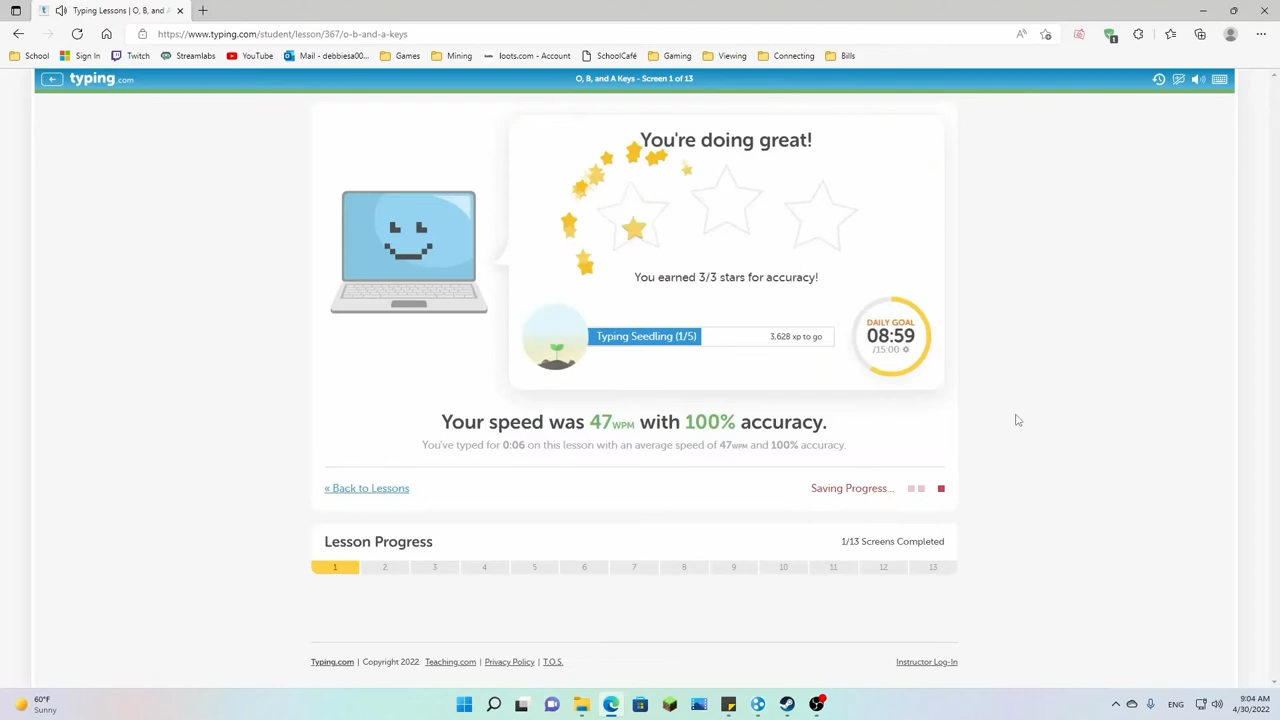 Typing Lessons | O, B, and A
https://www.typing.com/student/lesson/367/o-b-and-a-keys
School
Sign In
Twitch
Streamlabs
YouTube
Mail - debbiesa00...
Games
Mining
loots.com - Account
SchoolCafé
Gaming
Viewing
Connecting
Bills
typing.com
O, B, and A Keys - Screen 1 of 13
You're doing great!
You earned 3/3 stars for accuracy!
Typing Seedling (1/5)
3,628 xp to go
DAILY GOAL
08:59
/15:00
Your speed was 47 WPM with 100% accuracy.
You've typed for 0:06 on this lesson with an average speed of 47 WPM and 100% accuracy.
« Back to Lessons
Saving Progress...
Lesson Progress
1/13 Screens Completed
1 2 3 4 5 6 7 8 9 10 11 12 13
Typing.com | Copyright 2022 Teaching.com | Privacy Policy | T.O.S.
Instructor Log-In
60°F
Sunny
ENG
9:04 AM
4/30/2022